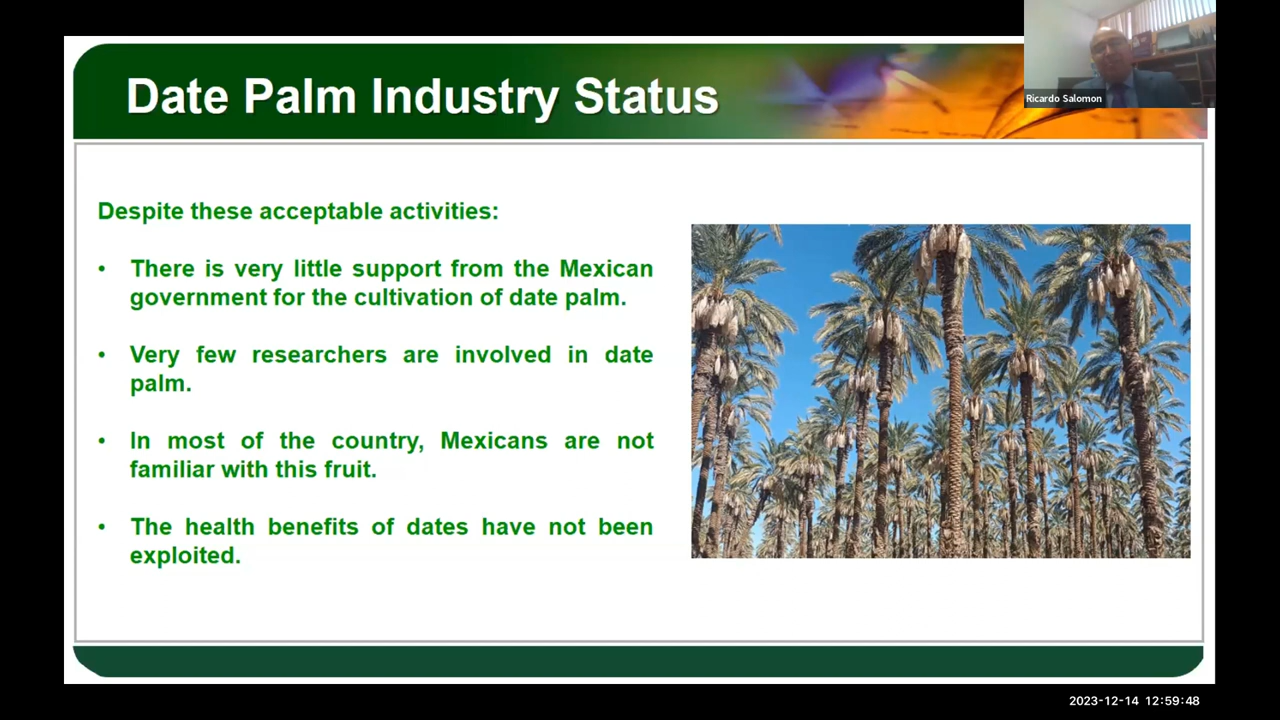 Date Palm Industry Status
Ricardo Salomon
Despite these acceptable activities:
• There is very little support from the Mexican
government for the cultivation of date palm.
• Very few researchers are involved in date
palm.
• In most of the country, Mexicans are not
familiar with this fruit.
• The health benefits of dates have not been
exploited.
2023-12-14 12:59:48